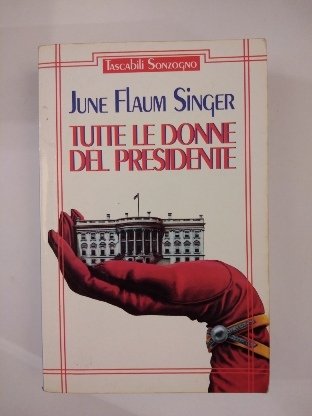 Tascabili Sonzogno
June Flaum Singer
TUTTE LE DONNE
DEL PRESIDENTE